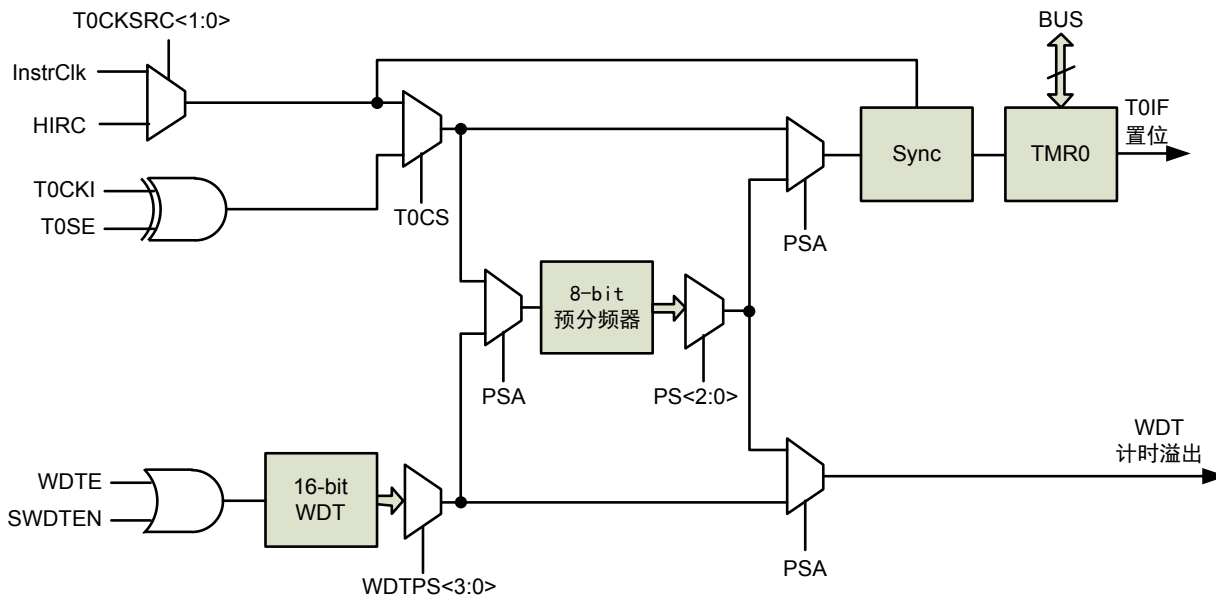 T0CKSRC<1:0>
BUS
InstrClk
HIRC
T0IF
置位
Sync
TMR0
T0CKI
T0SE
T0CS
PSA
8-bit
预分频器
PSA
PS<2:0>
WDT
计时溢出
WDTE
SWDTEN
16-bit
WDT
PSA
WDTPS<3:0>